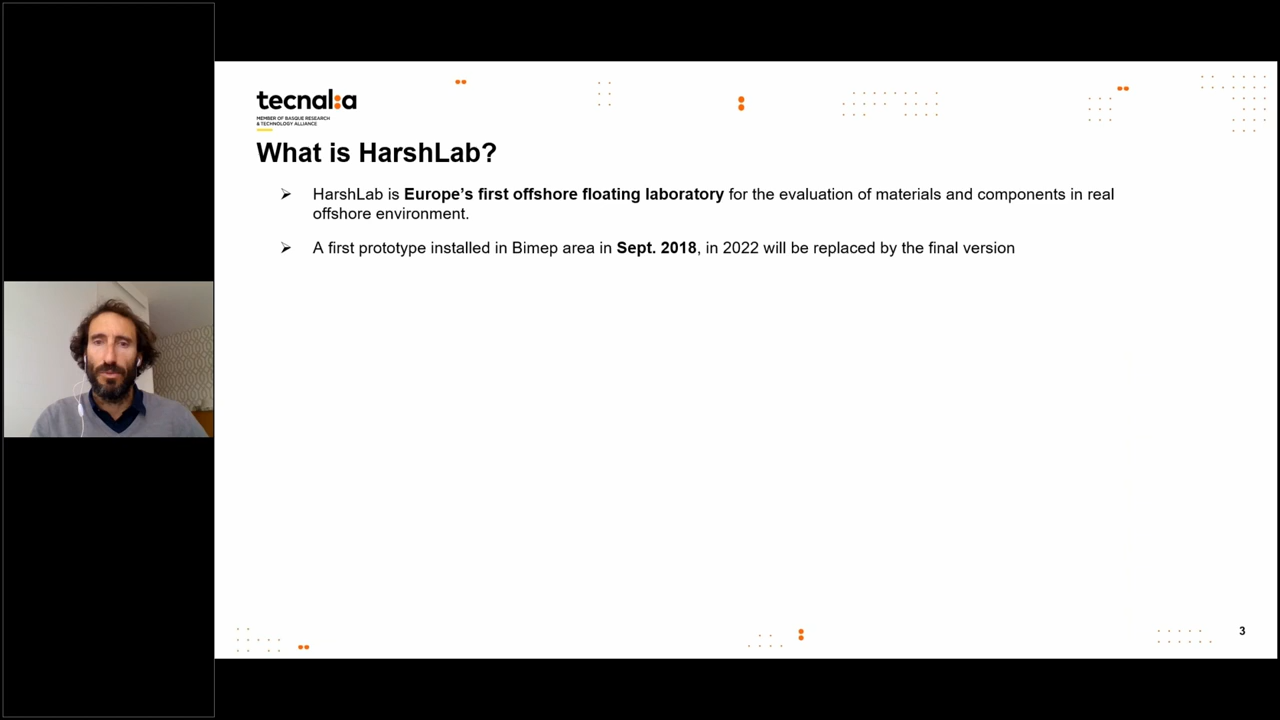 tecnal:a
MEMBER OF BASQUE RESEARCH
& TECHNOLOGY ALLIANCE
What is HarshLab?
➢ HarshLab is Europe’s first offshore floating laboratory for the evaluation of materials and components in real
offshore environment.
➢ A first prototype installed in Bimep area in Sept. 2018, in 2022 will be replaced by the final version
3